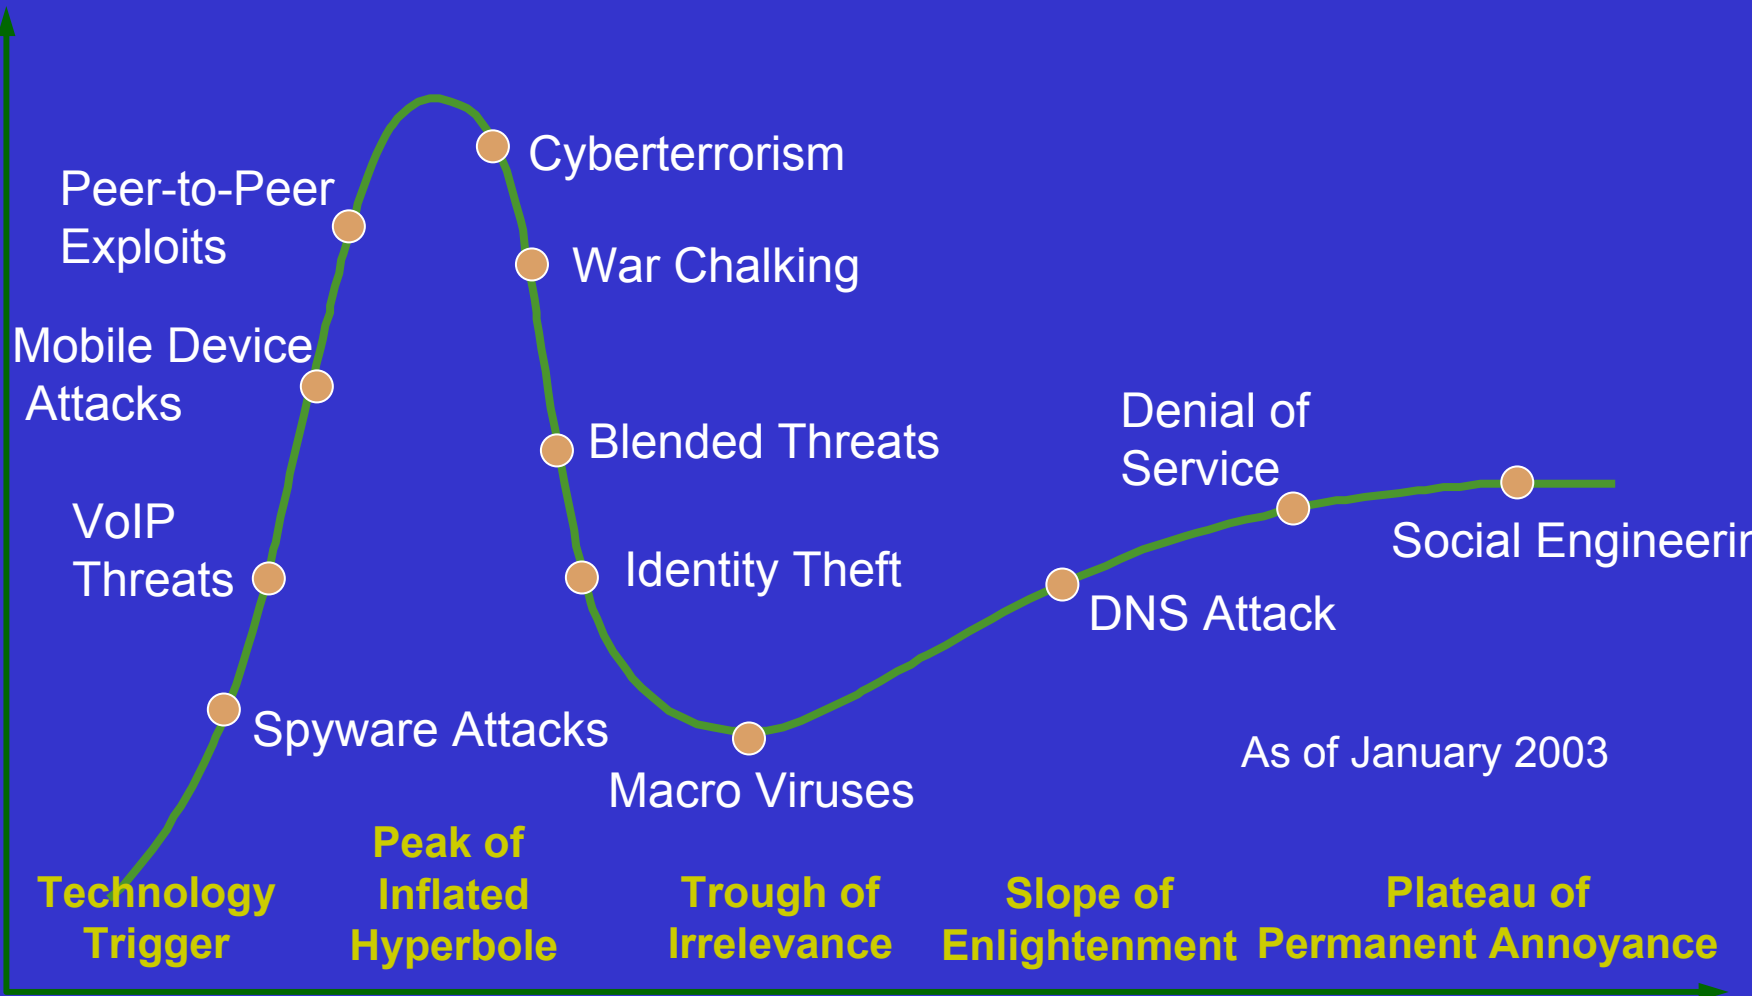 Cyberterrorism
Peer-to-Peer
Exploits
War Chalking
Mobile Device
Attacks
Blended Threats
Denial of
Service
VoIP
Threats
Social Engineerin
Identity Theft
DNS Attack
Spyware Attacks
Macro Viruses
As of January 2003
Technology
Trigger
Peak of
Inflated
Hyperbole
Trough of
Irrelevance
Slope of
Enlightenment
Plateau of
Permanent Annoyance